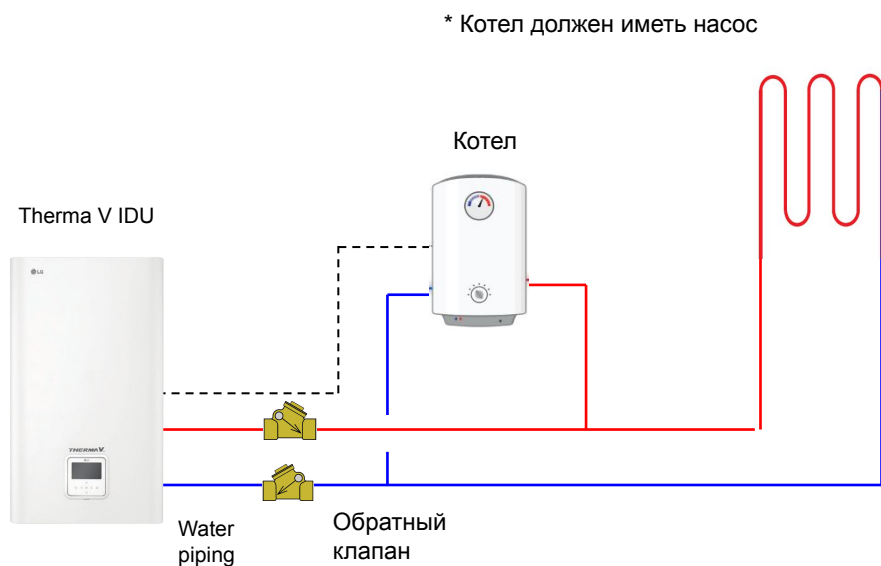 * Котел должен иметь насос
Котел
Therma V IDU
LG
THERMA V.
Water
piping
Обратный
клапан